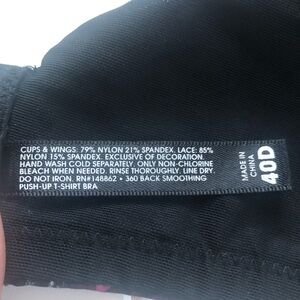 CUPS & WINGS: 79% NYLON 21% SPANDEX. LACE: 85%
NYLON 15% SPANDEX. EXCLUSIVE OF DECORATION.
HAND WASH COLD SEPARATELY. ONLY NON-CHLORINE
BLEACH WHEN NEEDED. RINSE THOROUGHLY. LINE DRY.
DO NOT IRON. RN#148862 • 360 BACK SMOOTHING
PUSH-UP T-SHIRT BRA
MADE IN
CHINA
40D